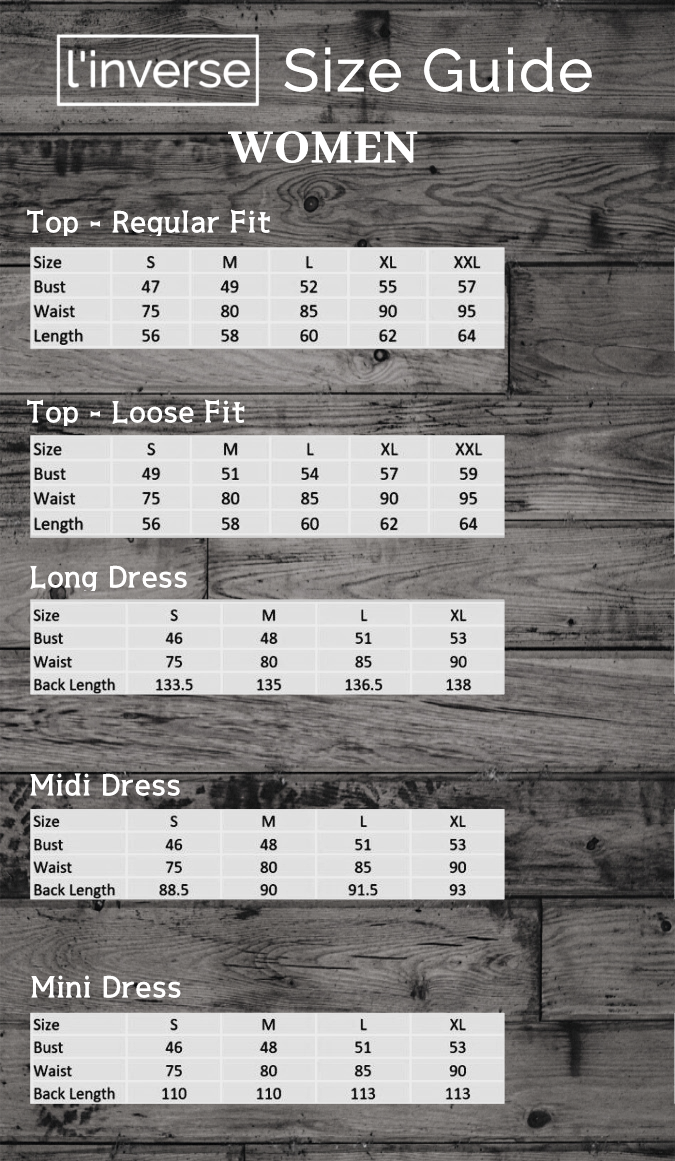 l'inverse Size Guide
WOMEN
Top - Regular Fit
Size S M L XL XXL
Bust 47 49 52 55 57
Waist 75 80 85 90 95
Length 56 58 60 62 64
Top - Loose Fit
Size S M L XL XXL
Bust 49 51 54 57 59
Waist 75 80 85 90 95
Length 56 58 60 62 64
Long Dress
Size S M L XL
Bust 46 48 51 53
Waist 75 80 85 90
Back Length 133.5 135 136.5 138
Midi Dress
Size S M L XL
Bust 46 48 51 53
Waist 75 80 85 90
Back Length 88.5 90 91.5 93
Mini Dress
Size S M L XL
Bust 46 48 51 53
Waist 75 80 85 90
Back Length 110 110 113 113